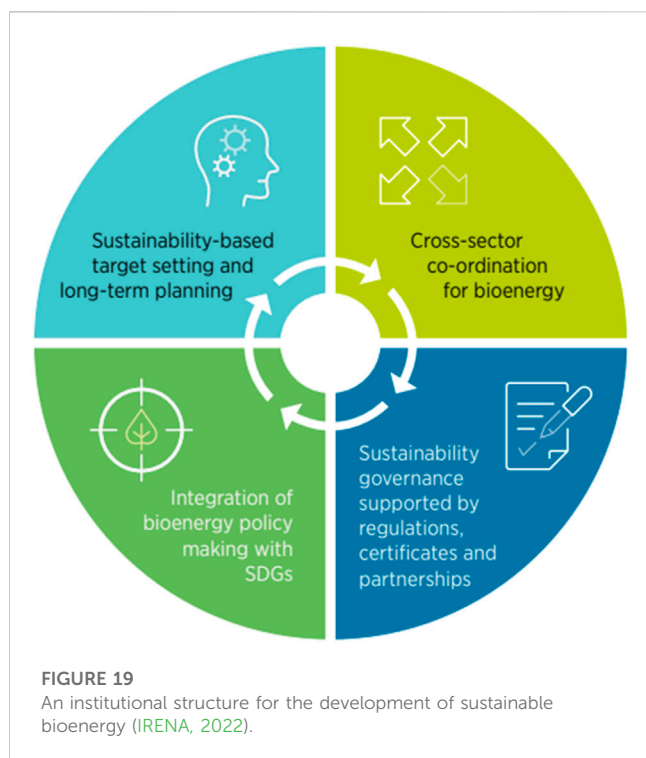 Sustainability-based
target setting and
long-term planning
Cross-sector
co-ordination
for bioenergy
Integration of
bioenergy policy
making with
SDGs
Sustainability
governance
supported by
regulations,
certificates and
partnerships
FIGURE 19
An institutional structure for the development of sustainable
bioenergy (IRENA, 2022).